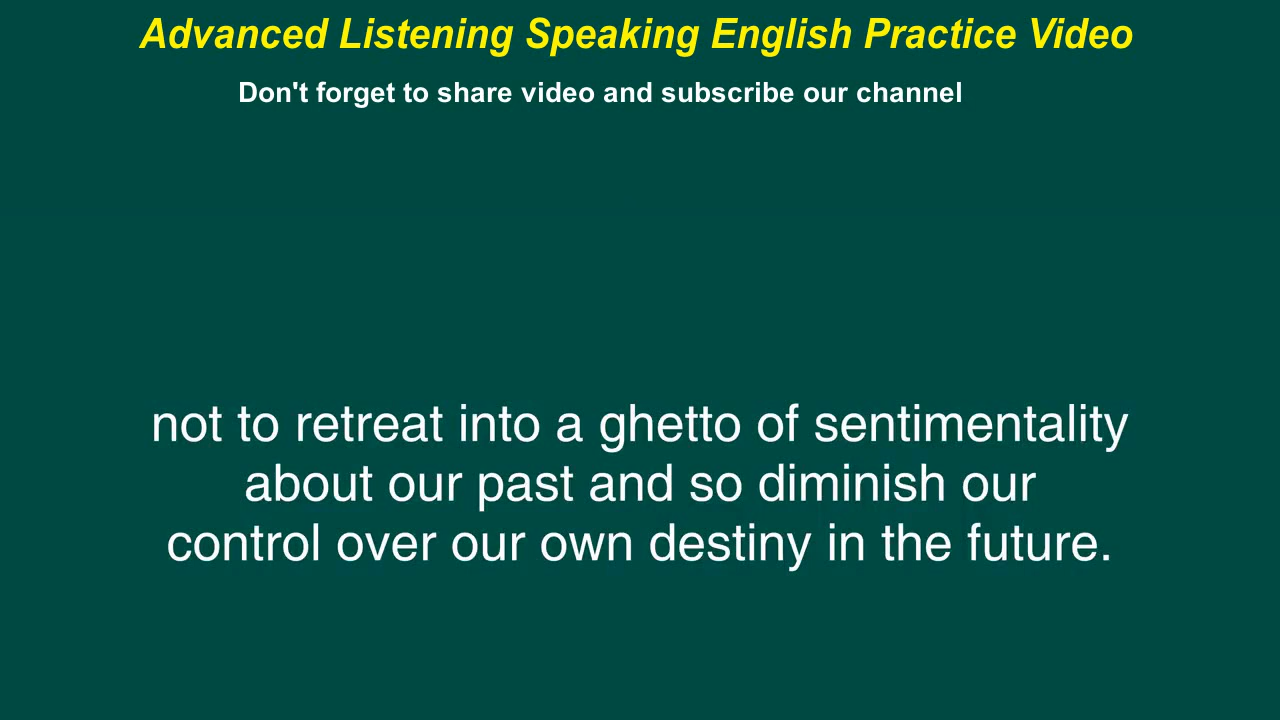 Advanced Listening Speaking English Practice Video
Don't forget to share video and subscribe our channel
not to retreat into a ghetto of sentimentality
about our past and so diminish our
control over our own destiny in the future.